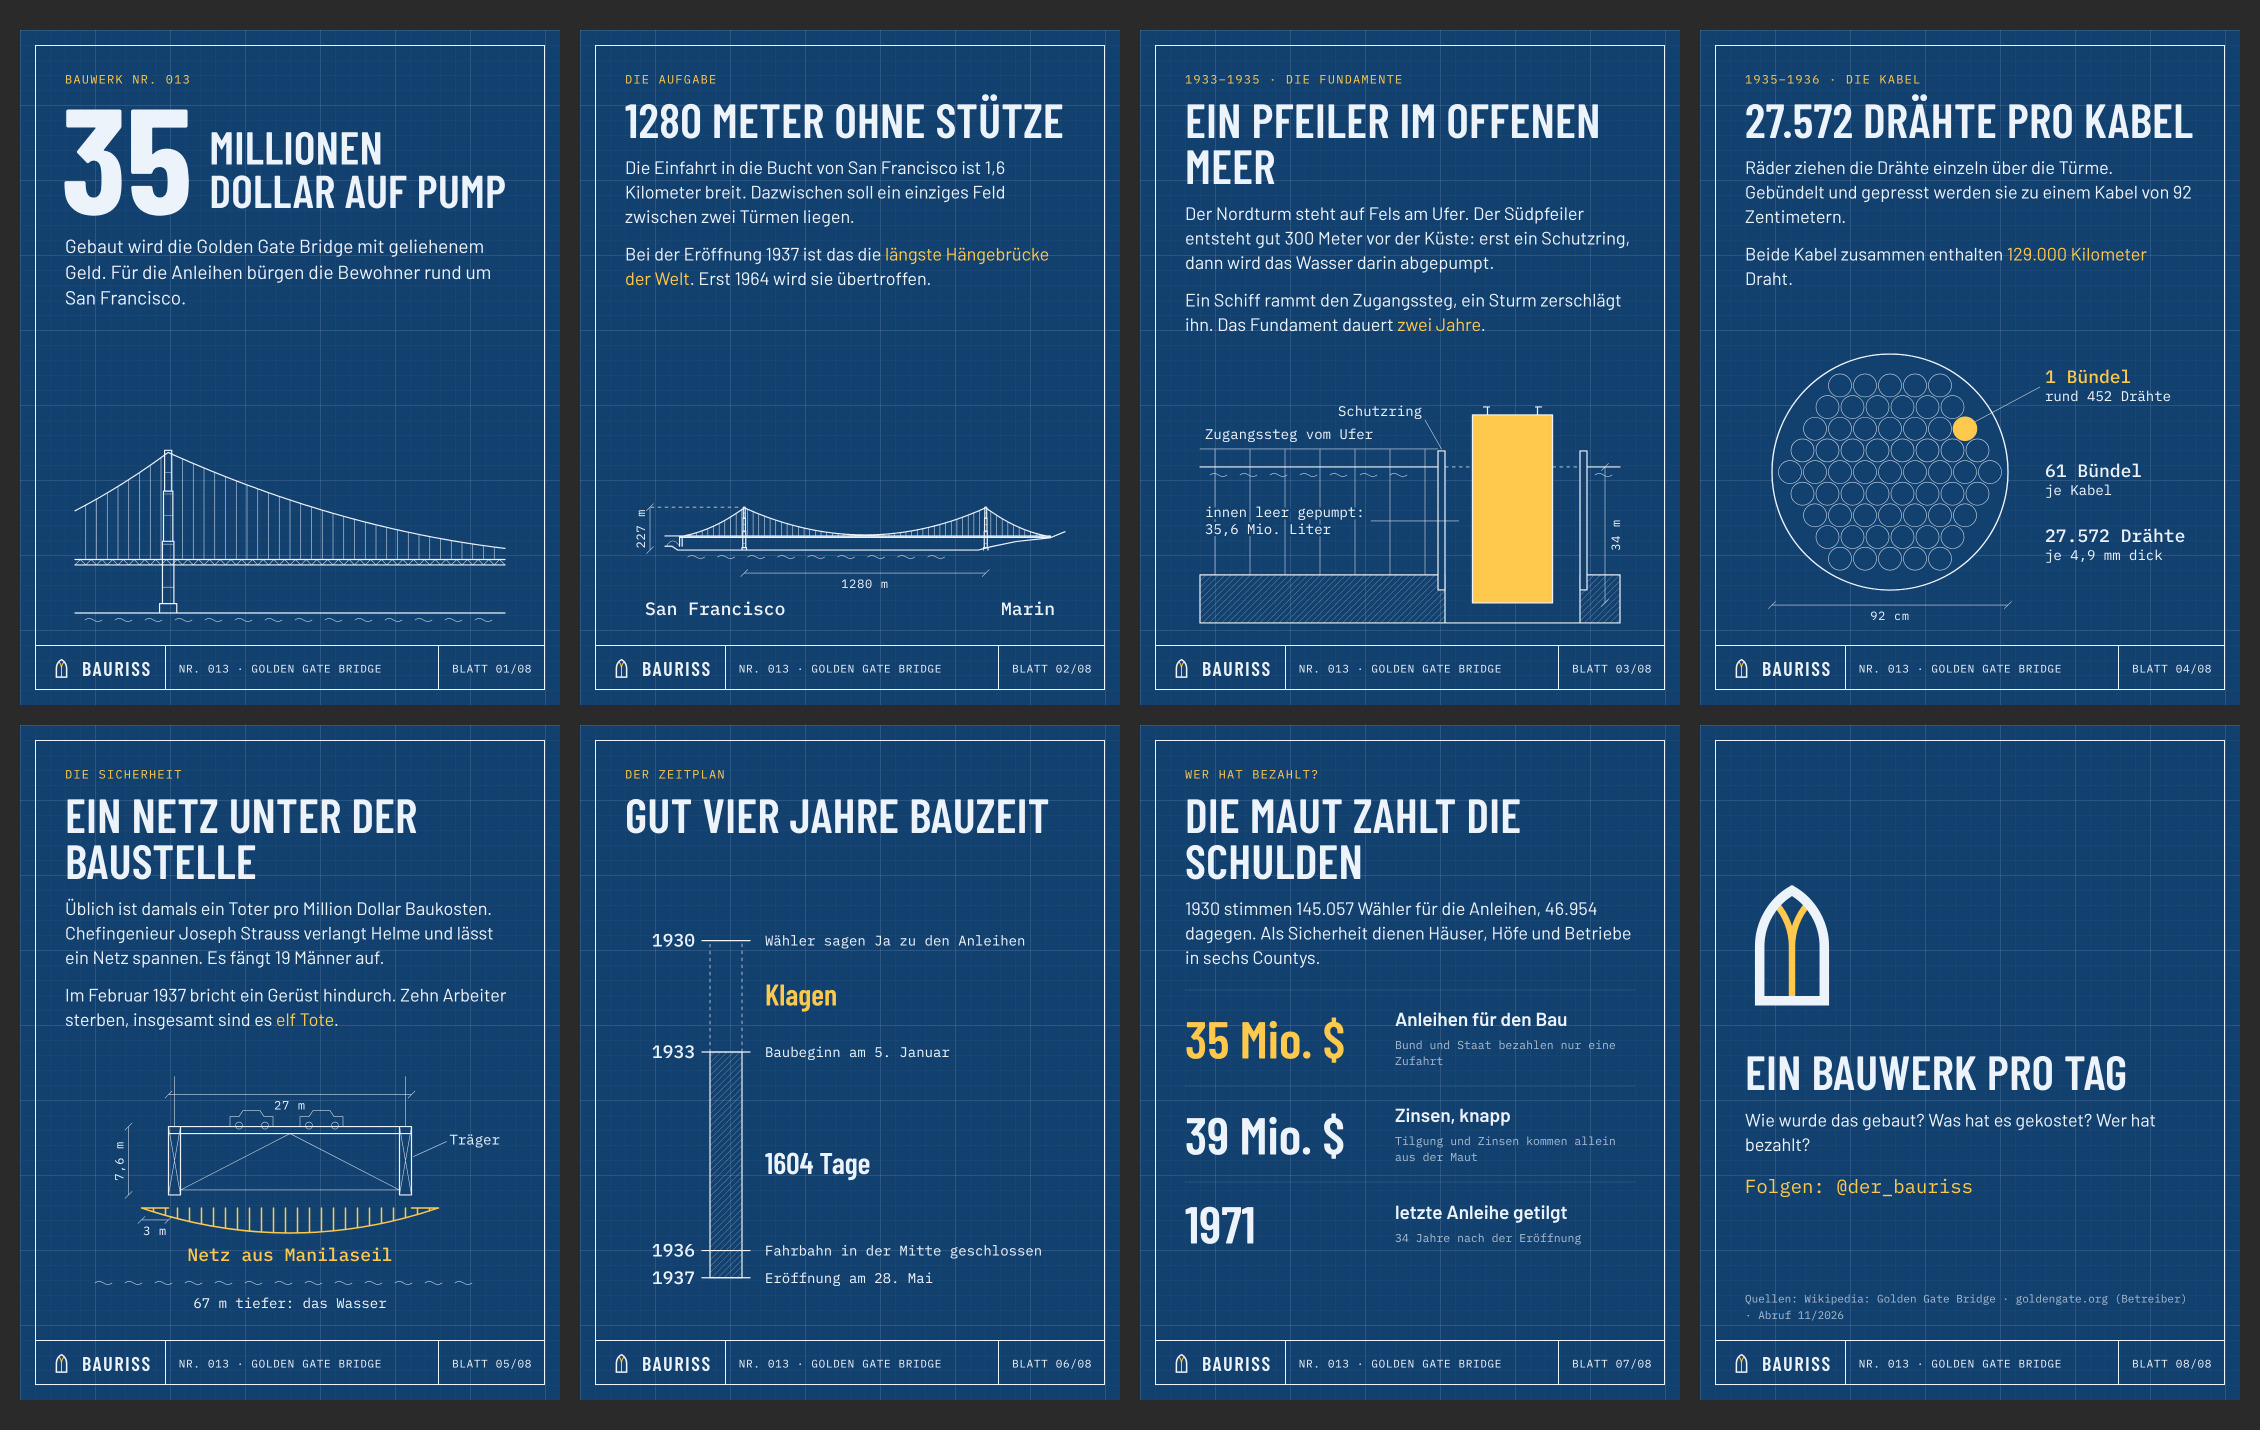 BAUWERK NR. 013
35 MILLIONEN
DOLLAR AUF PUMP
Gebaut wird die Golden Gate Bridge mit geliehenem
Geld. Für die Anleihen bürgen die Bewohner rund um
San Francisco.
BAURISS
NR. 013 · GOLDEN GATE BRIDGE
BLATT 01/08
DIE AUFGABE
1280 METER OHNE STÜTZE
Die Einfahrt in die Bucht von San Francisco ist 1,6
Kilometer breit. Dazwischen soll ein einziges Feld
zwischen zwei Türmen liegen.
Bei der Eröffnung 1937 ist das die längste Hängebrücke
der Welt. Erst 1964 wird sie übertroffen.
227 m
1280 m
San Francisco
Marin
BAURISS
NR. 013 · GOLDEN GATE BRIDGE
BLATT 02/08
1933–1935 · DIE FUNDAMENTE
EIN PFEILER IM OFFENEN
MEER
Der Nordturm steht auf Fels am Ufer. Der Südpfeiler
entsteht gut 300 Meter vor der Küste: erst ein Schutzring,
dann wird das Wasser darin abgepumpt.
Ein Schiff rammt den Zugangssteg, ein Sturm zerschlägt
ihn. Das Fundament dauert zwei Jahre.
Schutzring
Zugangssteg vom Ufer
innen leer gepumpt:
35,6 Mio. Liter
34 m
BAURISS
NR. 013 · GOLDEN GATE BRIDGE
BLATT 03/08
1935–1936 · DIE KABEL
27.572 DRÄHTE PRO KABEL
Räder ziehen die Drähte einzeln über die Türme.
Gebündelt und gepresst werden sie zu einem Kabel von 92
Zentimetern.
Beide Kabel zusammen enthalten 129.000 Kilometer
Draht.
1 Bündel
rund 452 Drähte
61 Bündel
je Kabel
27.572 Drähte
je 4,9 mm dick
92 cm
BAURISS
NR. 013 · GOLDEN GATE BRIDGE
BLATT 04/08
DIE SICHERHEIT
EIN NETZ UNTER DER
BAUSTELLE
Üblich ist damals ein Toter pro Million Dollar Baukosten.
Chefingenieur Joseph Strauss verlangt Helme und lässt
ein Netz spannen. Es fängt 19 Männer auf.
Im Februar 1937 bricht ein Gerüst hindurch. Zehn Arbeiter
sterben, insgesamt sind es elf Tote.
27 m
Träger
7,6 m
3 m
Netz aus Manilaseil
67 m tiefer: das Wasser
BAURISS
NR. 013 · GOLDEN GATE BRIDGE
BLATT 05/08
DER ZEITPLAN
GUT VIER JAHRE BAUZEIT
1930 Wähler sagen Ja zu den Anleihen
Klagen
1933 Baubeginn am 5. Januar
1604 Tage
1936 Fahrbahn in der Mitte geschlossen
1937 Eröffnung am 28. Mai
BAURISS
NR. 013 · GOLDEN GATE BRIDGE
BLATT 06/08
WER HAT BEZAHLT?
DIE MAUT ZAHLT DIE
SCHULDEN
1930 stimmen 145.057 Wähler für die Anleihen, 46.954
dagegen. Als Sicherheit dienen Häuser, Höfe und Betriebe
in sechs Countys.
35 Mio. $
Anleihen für den Bau
Bund und Staat bezahlen nur eine
Zufahrt
39 Mio. $
Zinsen, knapp
Tilgung und Zinsen kommen allein
aus der Maut
1971
letzte Anleihe getilgt
34 Jahre nach der Eröffnung
BAURISS
NR. 013 · GOLDEN GATE BRIDGE
BLATT 07/08
EIN BAUWERK PRO TAG
Wie wurde das gebaut? Was hat es gekostet? Wer hat
bezahlt?
Folgen: @der_bauriss
Quellen: Wikipedia: Golden Gate Bridge · goldengate.org (Betreiber)
· Abruf 11/2026
BAURISS
NR. 013 · GOLDEN GATE BRIDGE
BLATT 08/08